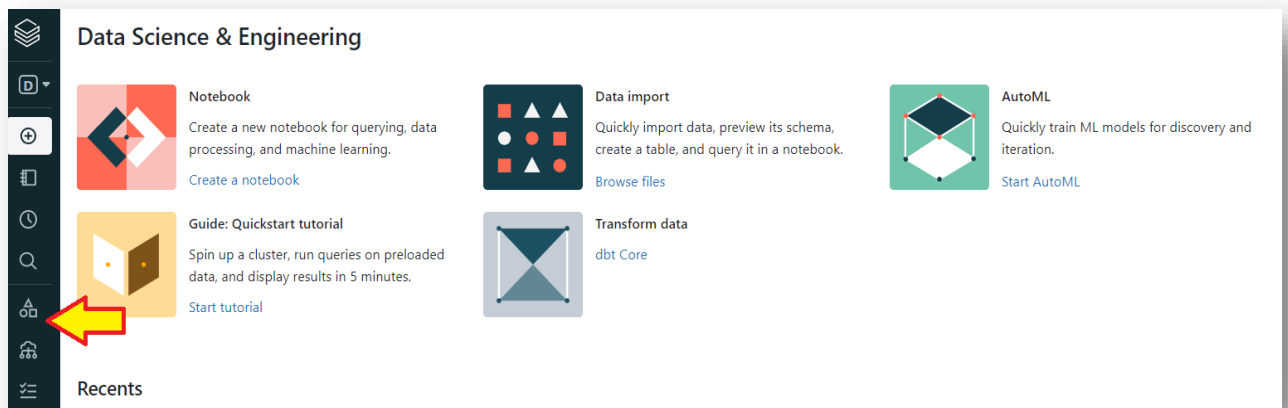 Data Science & Engineering
D
Notebook
Create a new notebook for querying, data
processing, and machine learning.
Create a notebook
Data import
Quickly import data, preview its schema,
create a table, and query it in a notebook.
Browse files
AutoML
Quickly train ML models for discovery and
iteration.
Start AutoML
Guide: Quickstart tutorial
Spin up a cluster, run queries on preloaded
data, and display results in 5 minutes.
Start tutorial
Transform data
dbt Core
Recents